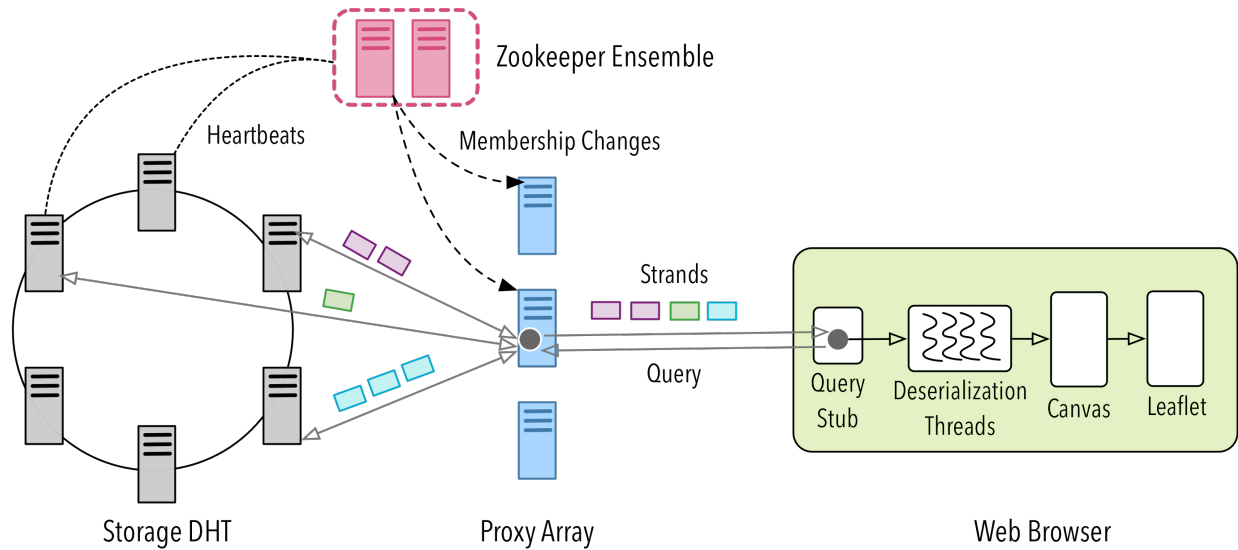 Zookeeper Ensemble
Heartbeats
Membership Changes
Strands
Query
Query
Stub
Deserialization
Threads
Canvas
Leaflet
Storage DHT
Proxy Array
Web Browser